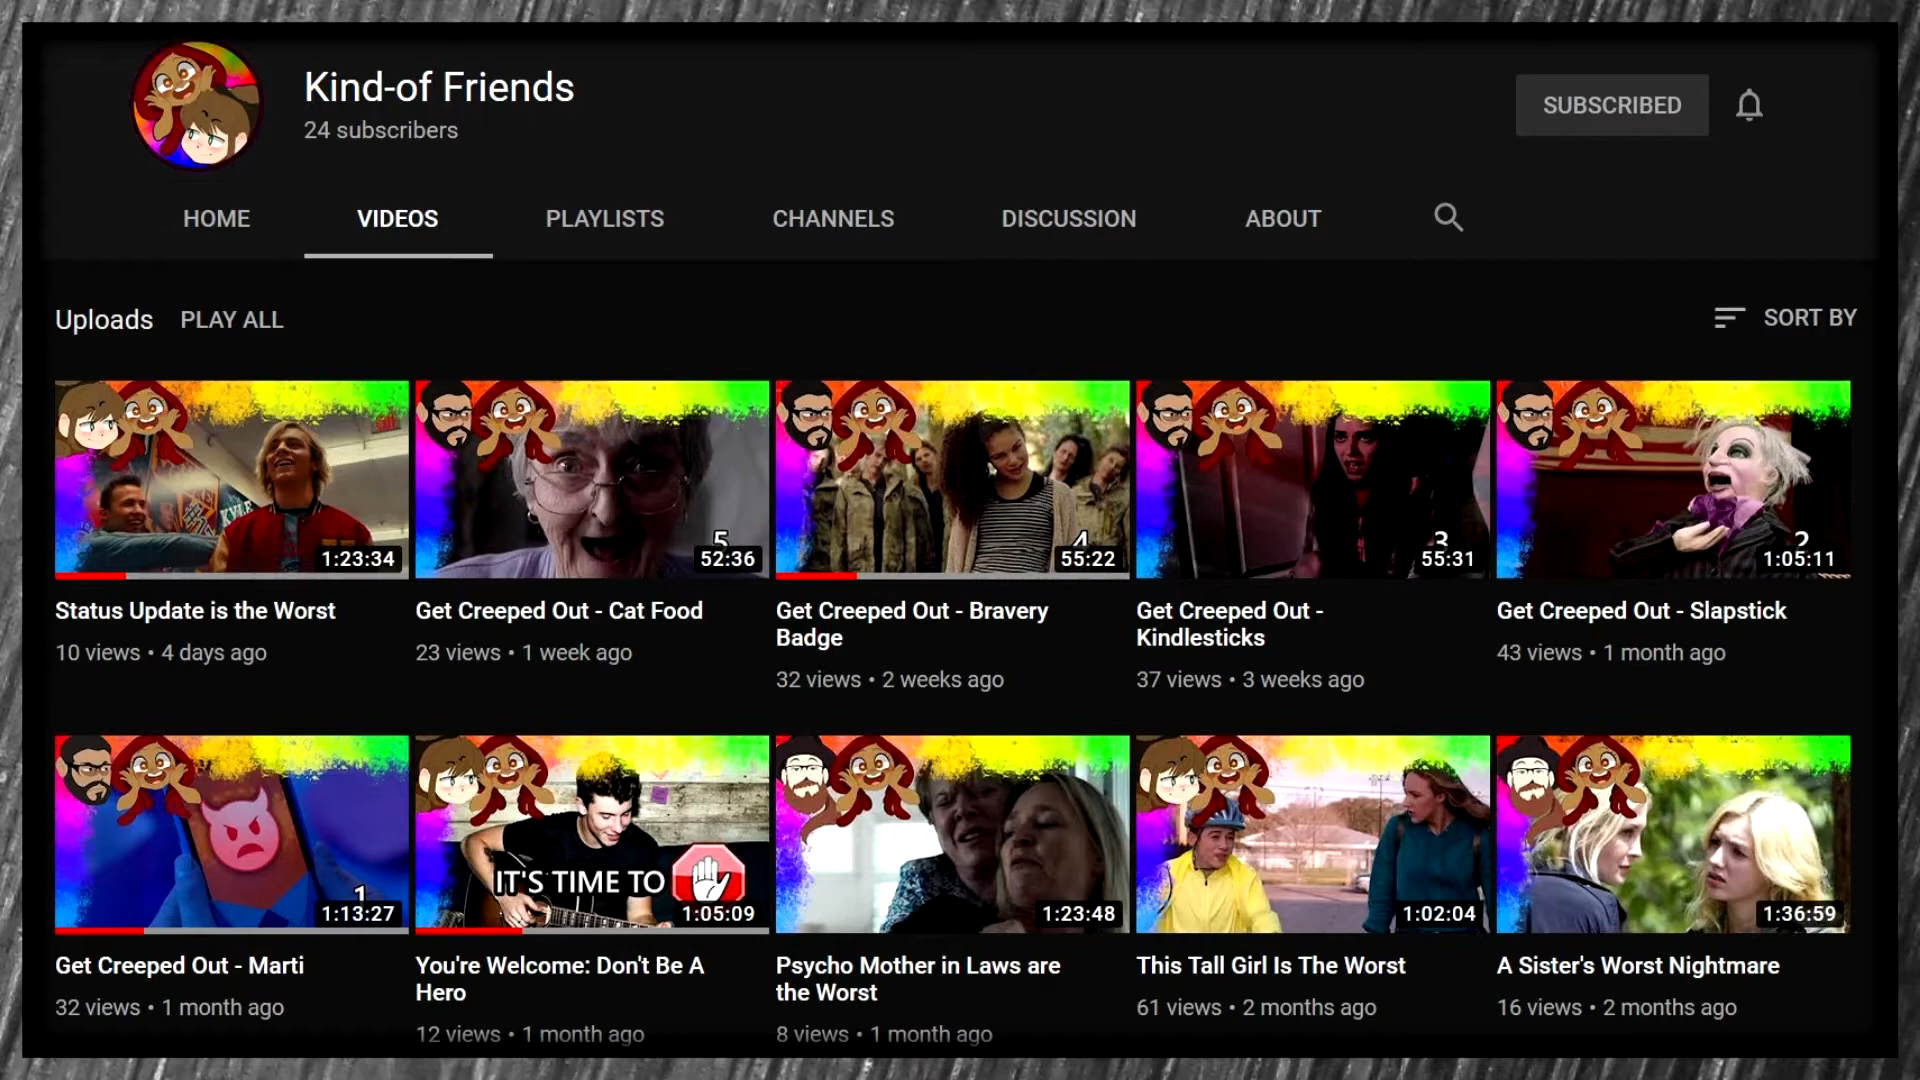 Kind-of Friends
24 subscribers
SUBSCRIBED
HOME
VIDEOS
PLAYLISTS
CHANNELS
DISCUSSION
ABOUT
Uploads
PLAY ALL
SORT BY
KYLE
1:23:34
5
52:36
4
55:22
3
55:31
2
1:05:11
Status Update is the Worst
10 views • 4 days ago
Get Creeped Out - Cat Food
23 views • 1 week ago
Get Creeped Out - Bravery
Badge
32 views • 2 weeks ago
Get Creeped Out -
Kindlesticks
37 views • 3 weeks ago
Get Creeped Out - Slapstick
43 views • 1 month ago
1
1:13:27
IT'S TIME TO
1:05:09
1:23:48
1:02:04
1:36:59
Get Creeped Out - Marti
32 views • 1 month ago
You're Welcome: Don't Be A
Hero
12 views • 1 month ago
Psycho Mother in Laws are
the Worst
8 views • 1 month ago
This Tall Girl Is The Worst
61 views • 2 months ago
A Sister's Worst Nightmare
16 views • 2 months ago